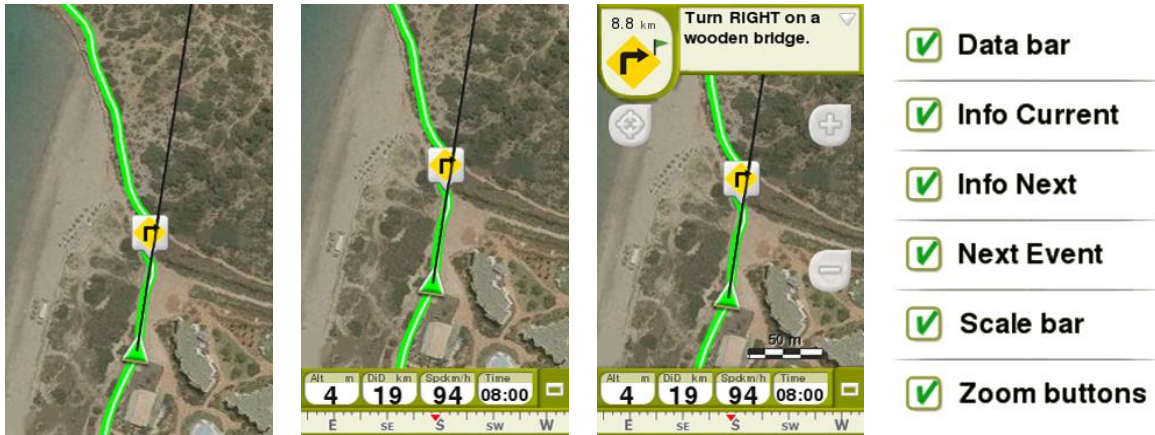 Alt m DiD km Spdkm/h Time
4 19 94 08:00
E SE S SW W
8.8 km
Turn RIGHT on a
wooden bridge.
50 m
Alt m DiD km Spdkm/h Time
4 19 94 08:00
E SE S SW W
Data bar
Info Current
Info Next
Next Event
Scale bar
Zoom buttons